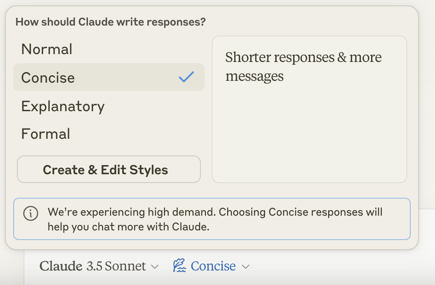 How should Claude write responses?
Normal
Concise
Explanatory
Formal
Create & Edit Styles
Shorter responses & more
messages
We're experiencing high demand. Choosing Concise responses will
help you chat more with Claude.
Claude 3.5 Sonnet
Concise